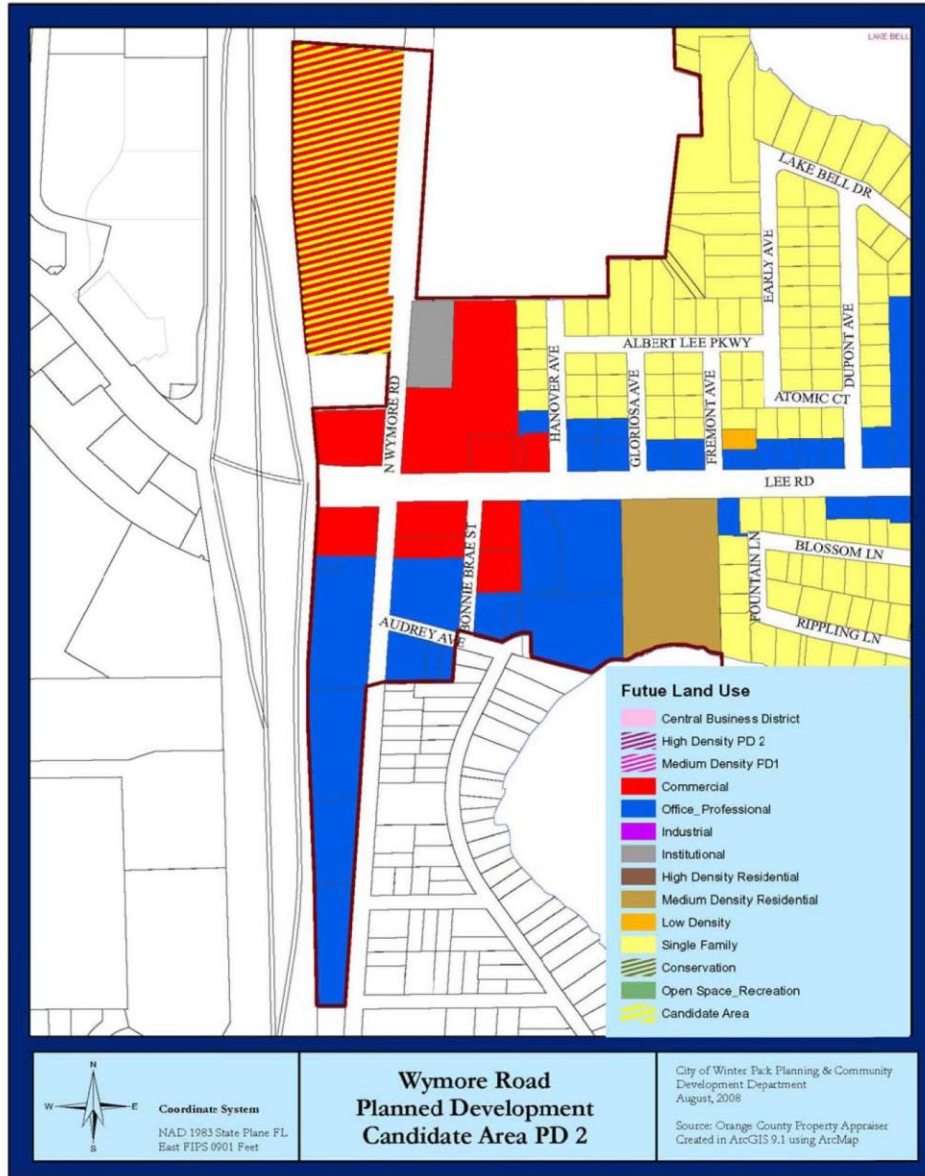 LAKE BELL
LAKE BELL DR
EARLY AVE
DUPONT AVE
ALBERT LEE PKWY
ATOMIC CT
HANOVER AVE
GLORIOSA AVE
FREMONT AVE
N WYMORE RD
LEE RD
BONNIE BRAE ST
FOUNTAIN LN
BLOSSOM LN
RIPPLING LN
AUDREY AVE
Futue Land Use
Central Business District
High Density PD 2
Medium Density PD1
Commercial
Office_Professional
Industrial
Institutional
High Density Residential
Medium Density Residential
Low Density
Single Family
Conservation
Open Space_Recreation
Candidate Area
N
W E
S
Coordinate System
NAD 1983 State Plane FL
East FIPS 0901 Feet
Wymore Road
Planned Development
Candidate Area PD 2
City of Winter Park Planning & Community
Development Department
August, 2008
Source: Orange County Property Appraiser
Created in ArcGIS 9.1 using ArcMap